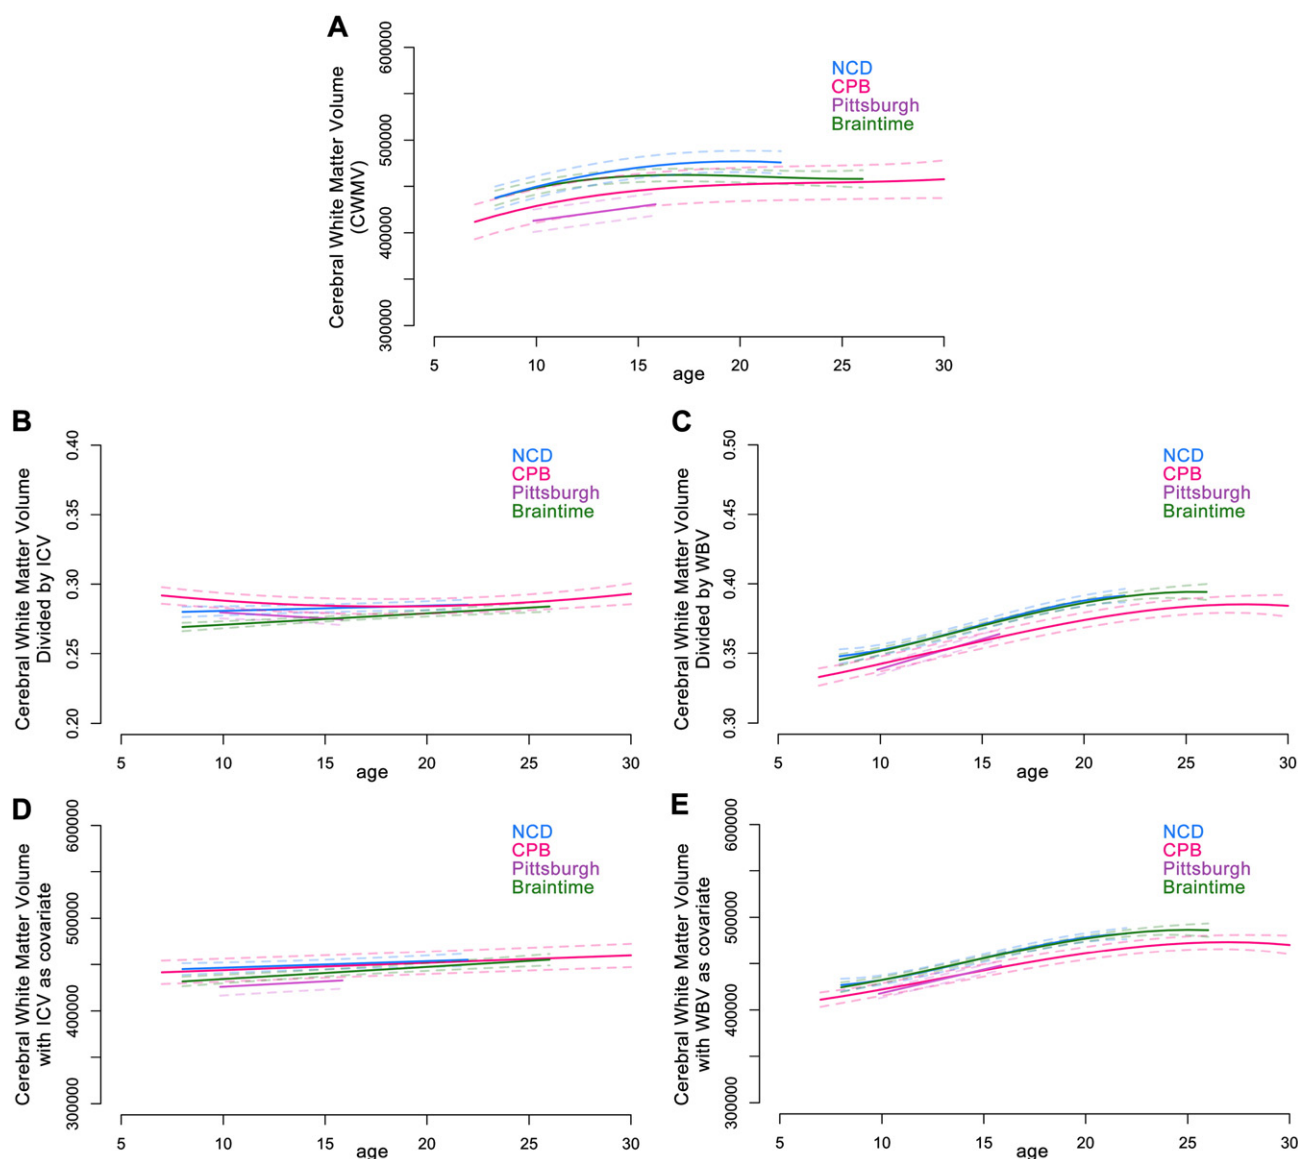 A
Cerebral White Matter Volume
(CWMV)
600000
500000
400000
300000
NCD
CPB
Pittsburgh
Braintime
5
10
15
20
25
30
age
B
Cerebral White Matter Volume
Divided by ICV
0.40
0.35
0.30
0.25
0.20
NCD
CPB
Pittsburgh
Braintime
5
10
15
20
25
30
age
C
Cerebral White Matter Volume
Divided by WBV
0.50
0.45
0.40
0.35
0.30
NCD
CPB
Pittsburgh
Braintime
5
10
15
20
25
30
age
D
Cerebral White Matter Volume
with ICV as covariate
600000
500000
400000
300000
NCD
CPB
Pittsburgh
Braintime
5
10
15
20
25
30
age
E
Cerebral White Matter Volume
with WBV as covariate
600000
500000
400000
300000
NCD
CPB
Pittsburgh
Braintime
5
10
15
20
25
30
age